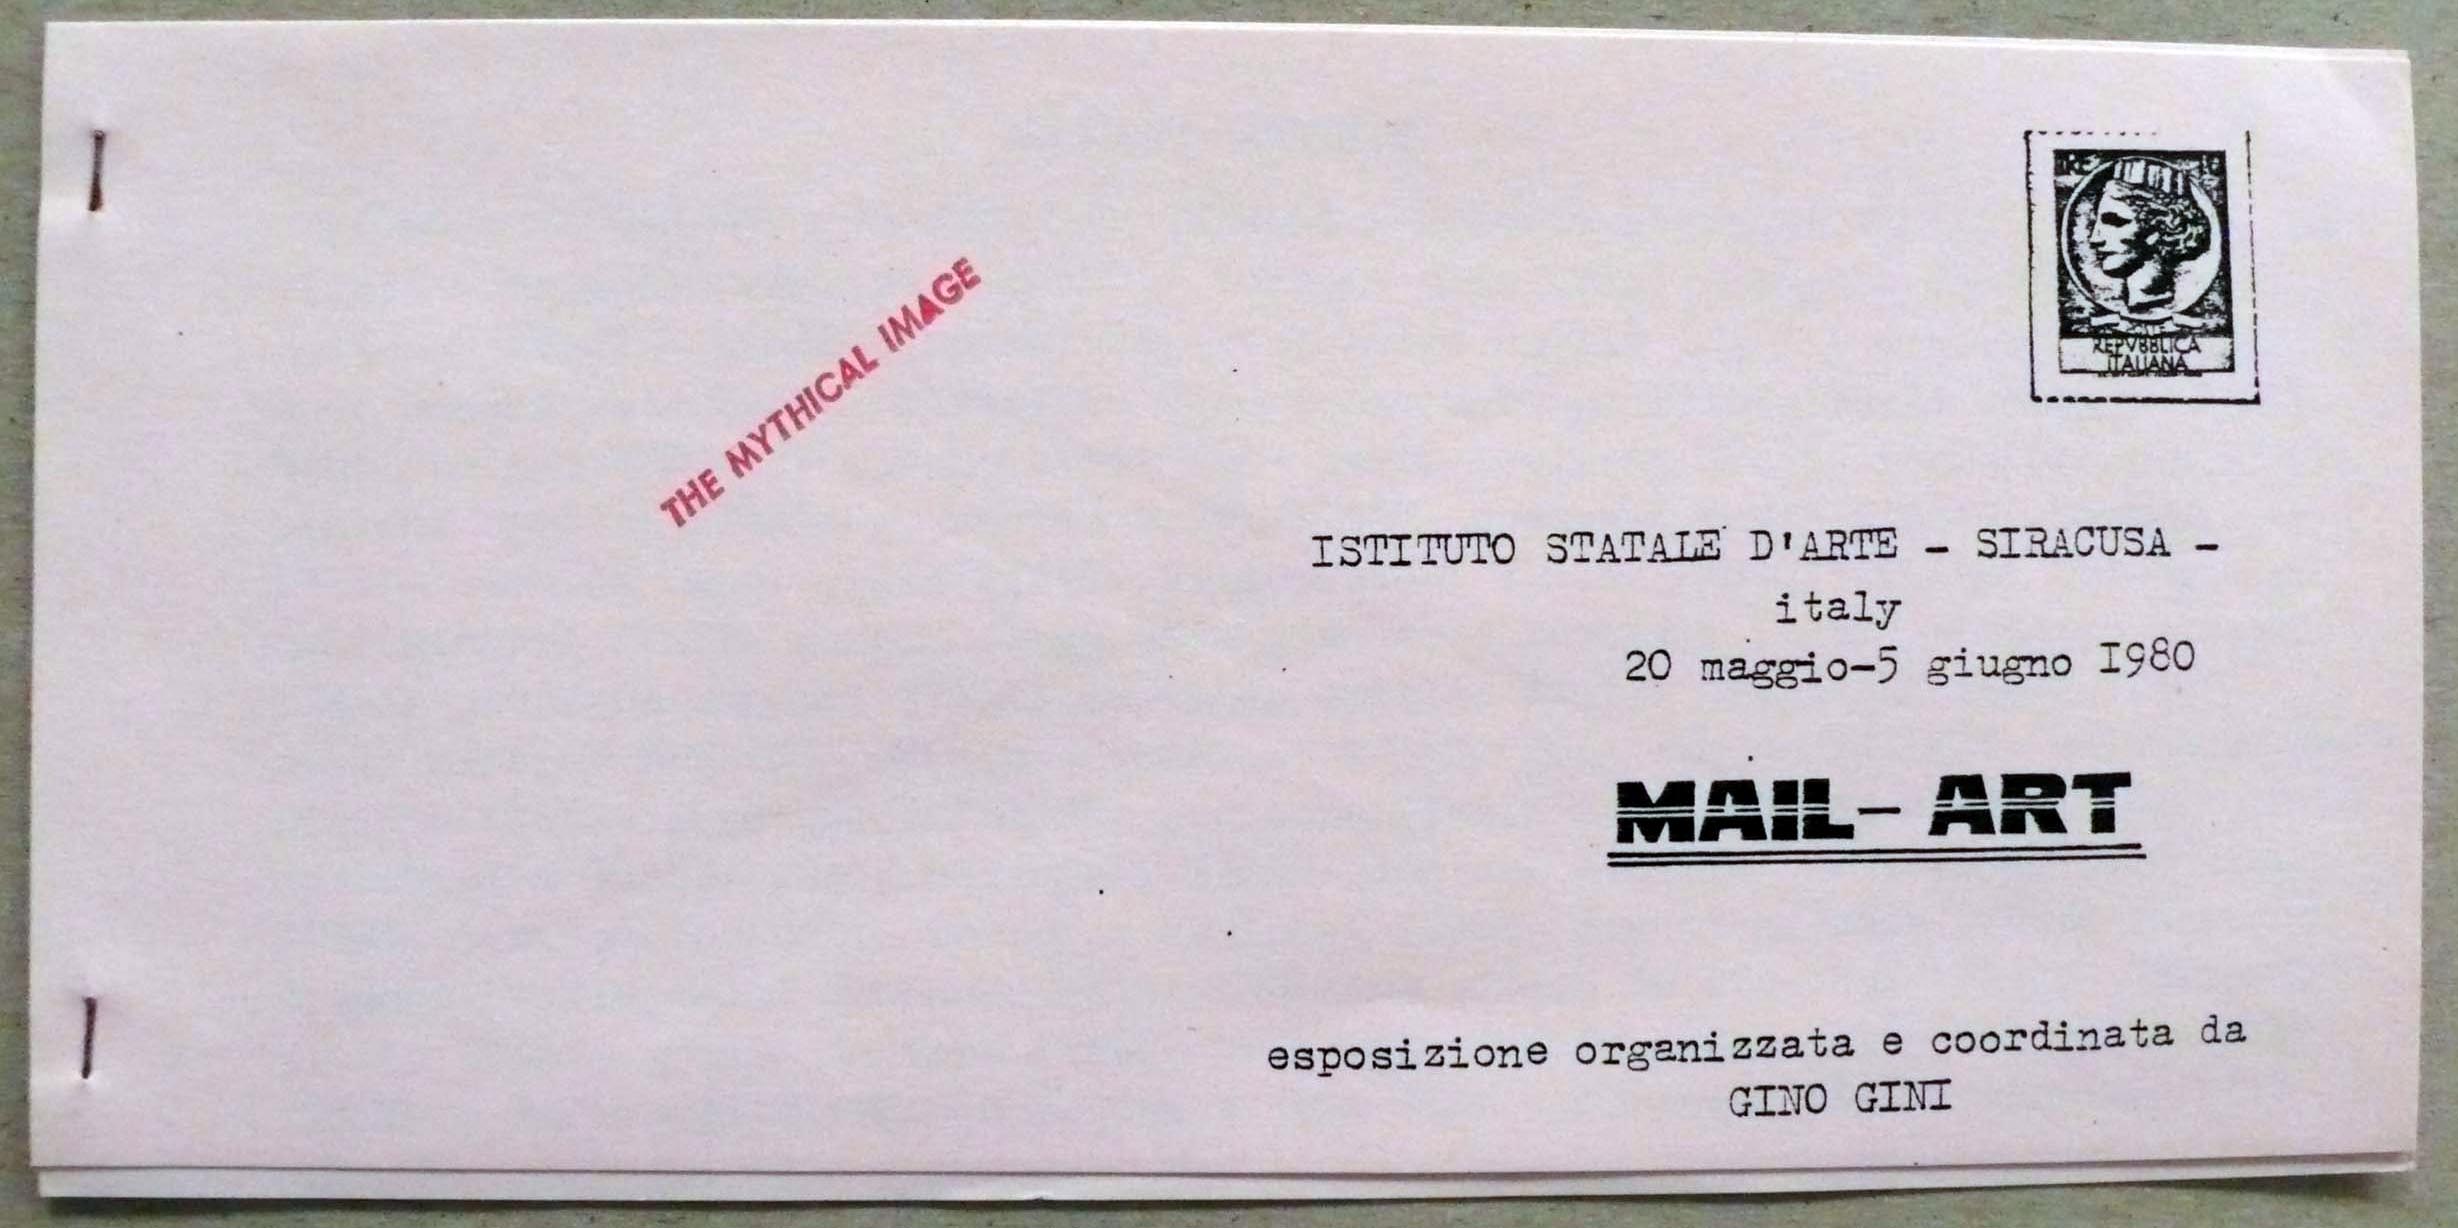 THE MYTHICAL IMAGE
REPVBBLICA
ITALIANA
ISTITUTO STATALE D'ARTE - SIRACUSA -
italy
20 maggio-5 giugno I980
MAIL- ART
esposizione organizzata e coordinata da
GINO GINI